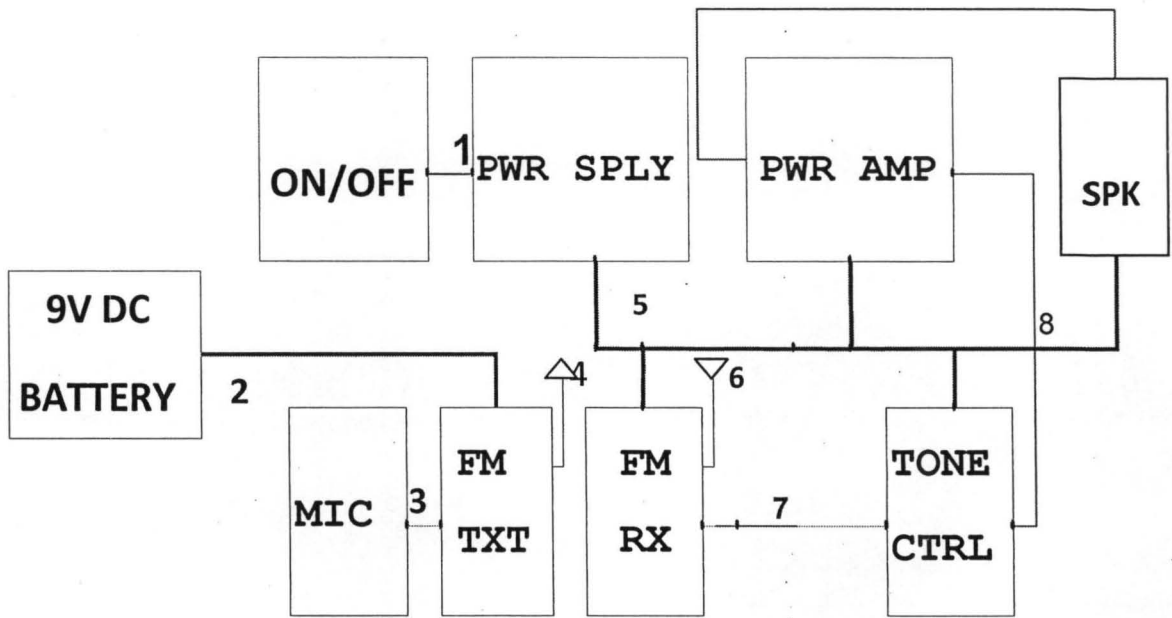 ON/OFF
1
PWR SPLY
PWR AMP
SPK
9V DC
BATTERY
2
5
8
4
6
MIC
3
FM
TXT
FM
RX
7
TONE
CTRL